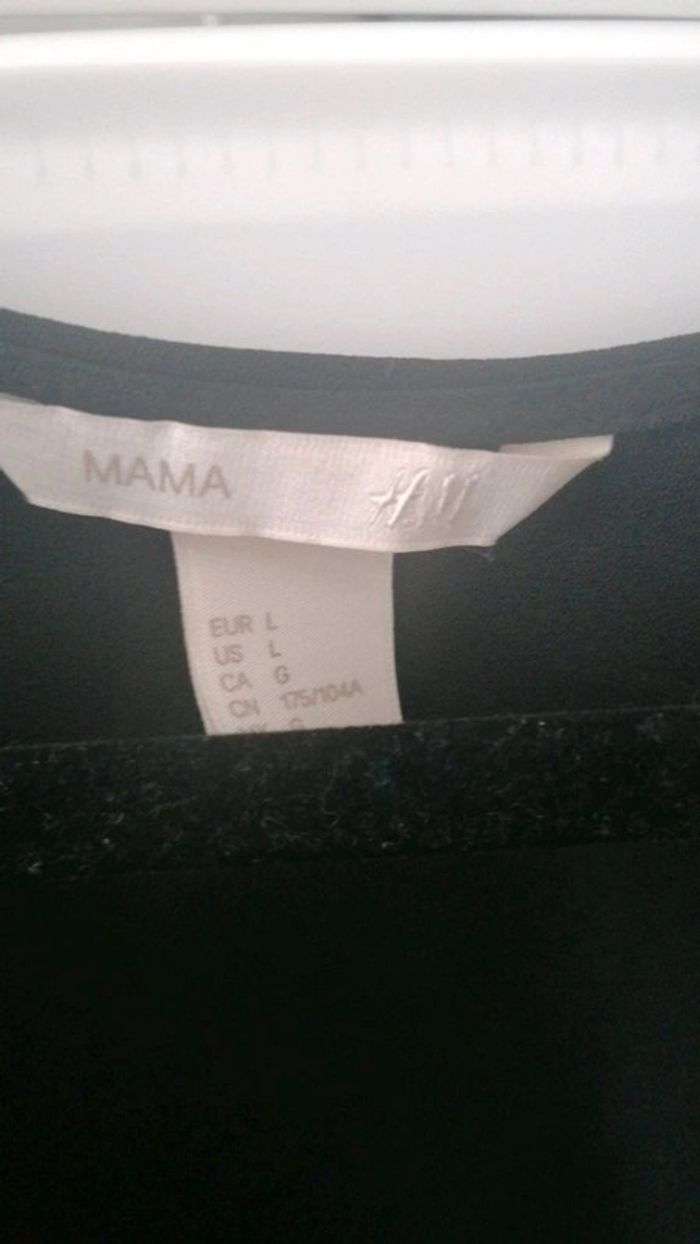 MAMA H&M
EUR L
US L
CA G
CN 175/104A